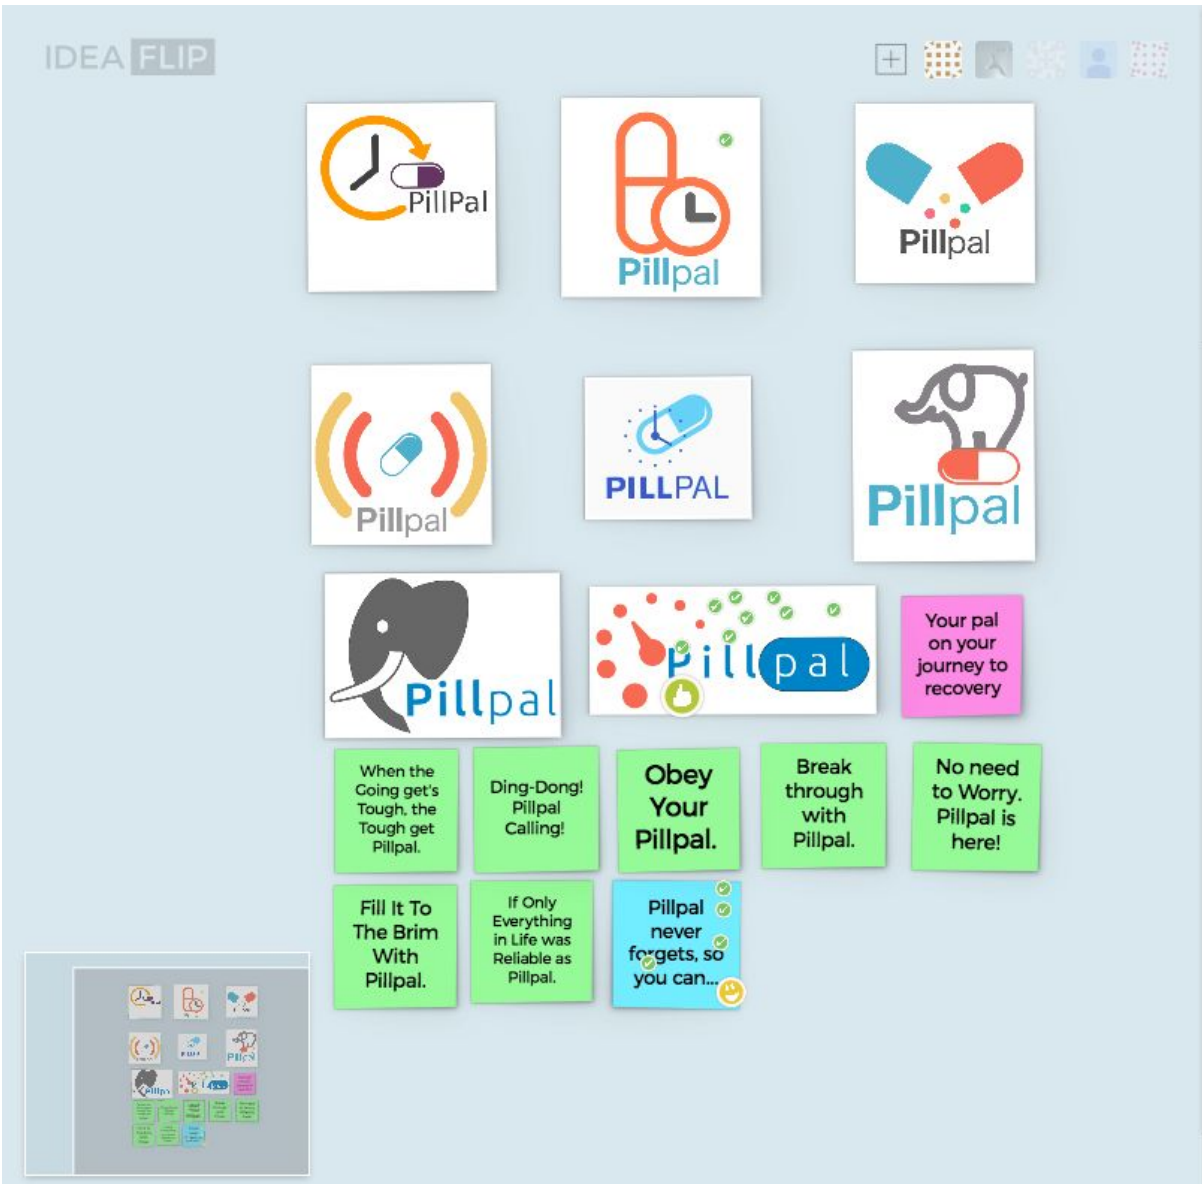 IDEA FLIP
PillPal
Pillpal
Pillpal
Pillpal
PILLPAL
Pillpal
Pillpal
Pillpal
Your pal
on your
journey to
recovery
When the
Going get's
Tough, the
Tough get
Pillpal.
Ding-Dong!
Pillpal
Calling!
Obey
Your
Pillpal.
Break
through
with
Pillpal.
No need
to Worry.
Pillpal is
here!
Fill It To
The Brim
With
Pillpal.
If Only
Everything
in Life was
Reliable as
Pillpal.
Pillpal
never
forgets, so
you can...